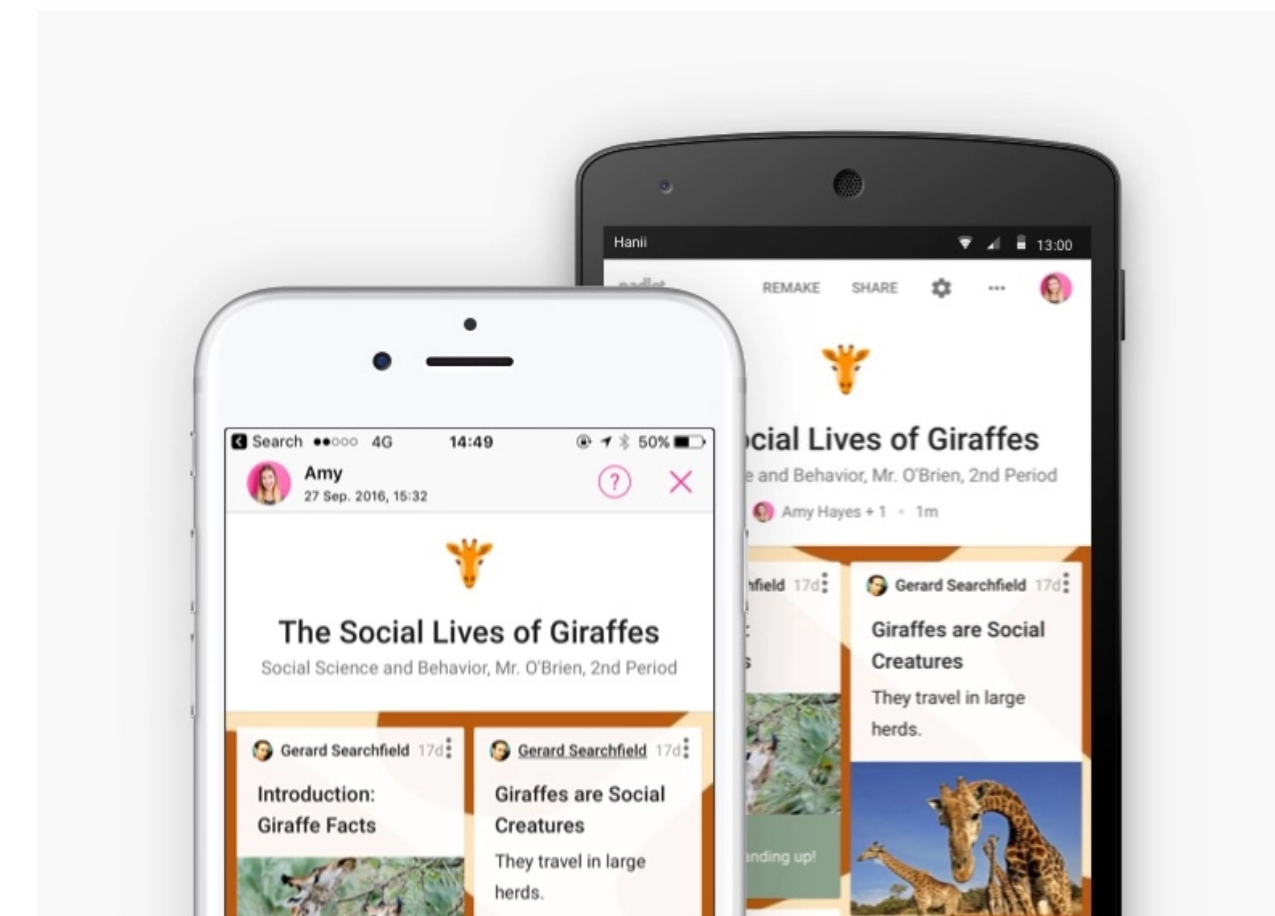 Hanii 13:00
REMAKE SHARE
Social Lives of Giraffes
and Behavior, Mr. O'Brien, 2nd Period
Amy Hayes + 1 • 1m
17d
Gerard Searchfield 17d
Giraffes are Social
Creatures
They travel in large
herds.
up!
Search 4G 14:49 50%
Amy
27 Sep. 2016, 15:32
?
The Social Lives of Giraffes
Social Science and Behavior, Mr. O'Brien, 2nd Period
Gerard Searchfield 17d
Introduction:
Giraffe Facts
Gerard Searchfield 17d
Giraffes are Social
Creatures
They travel in large
herds.